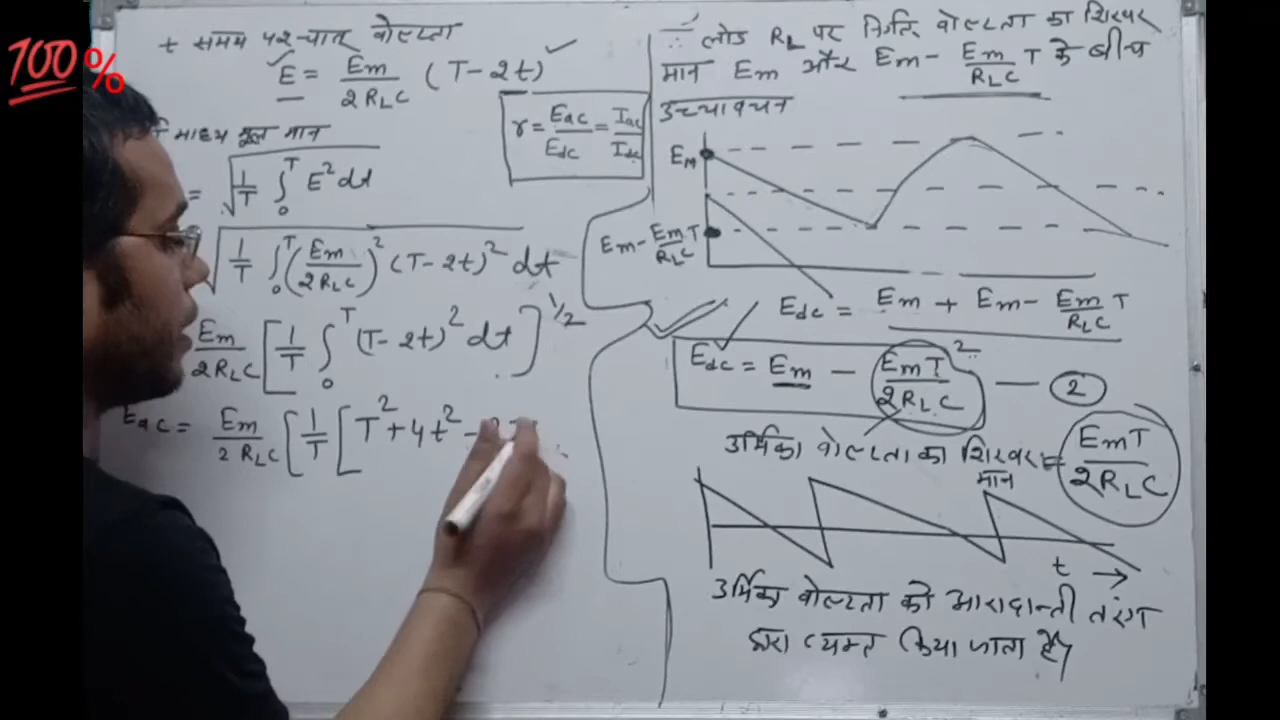 100%
t समय पश्चात् वोल्टता
E = Em/2RLC (T-2t)
माध्य मूल मान
r = Eac/Edc = Iac/Idc
= √(1/T ∫₀ᵀ E² dt)
√(1/T ∫₀ᵀ (Em/2RLC)² (T-2t)² dt)
Em/2RLC [1/T ∫₀ᵀ (T-2t)² dt]^1/2
Eac = Em/2RLC [1/T [T²+4t²-
∴ लोड RL पर वोल्टता का शिखर
मान Em और Em - Em/RLC T के बीच
उच्चावचन
EM
Em - EmT/RLC
Edc = Em + Em - Em/RLC T
2
Edc = Em - EmT/2RLC — 2
उर्मिका वोल्टता का शिखर मान = EmT/2RLC
t →
उर्मिका वोल्टता को आरादान्ती तरंग
द्वारा व्यक्त किया जाता है